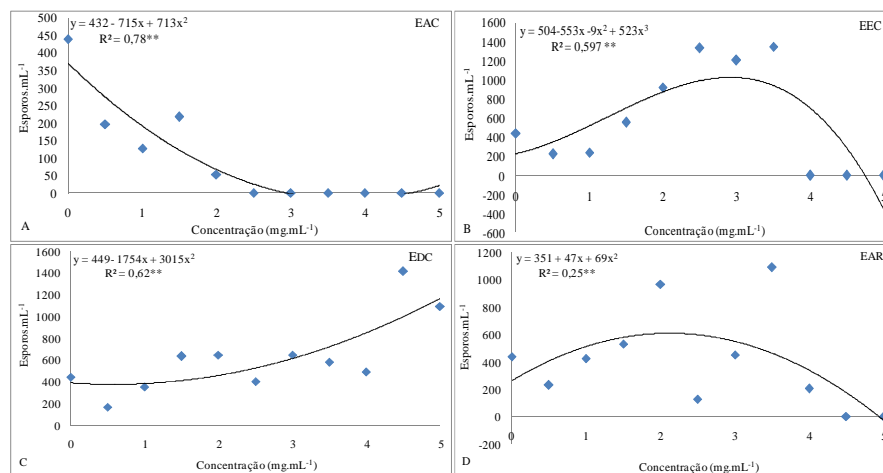 y = 432 - 715x + 713x²
R² = 0,78**
EAC
Esporos.mL⁻¹
500
450
400
350
300
250
200
150
100
50
0
0 1 2 3 4 5
A
Concentração (mg.mL⁻¹)
y = 504-553x -9x² + 523x³
R² = 0,597 **
EEC
Esporos.mL⁻¹
1600
1400
1200
1000
800
600
400
200
0
-200
-400
-600
0 1 2 3 4 5
B
Concentração (mg.mL⁻¹)
y = 449- 1754x + 3015x²
R² = 0,62**
EDC
Esporos.mL⁻¹
1600
1400
1200
1000
800
600
400
200
0
0 1 2 3 4 5
C
Concentração (mg.mL⁻¹)
y = 351 + 47x + 69x²
R² = 0,25**
EAR
Esporos.mL⁻¹
1200
1000
800
600
400
200
0
-200
0 1 2 3 4 5
D
Concentração (mg.mL⁻¹)